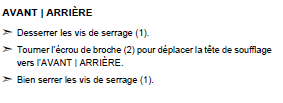 AVANT | ARRIÈRE
➣ Desserrer les vis de serrage (1).
➣ Tourner l'écrou de broche (2) pour déplacer la tête de soufflage
vers l'AVANT | ARRIÈRE.
➣ Bien serrer les vis de serrage (1).